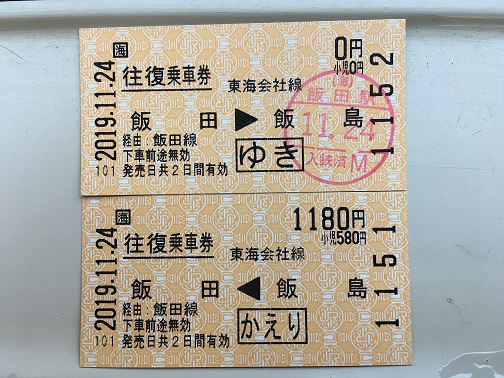 2019.11.24 海
往復乗車券
東海会社線
0円
小児0円
飯田▶飯島
経由:飯田線
下車前途無効
101 発売日共2日間有効
ゆき
(海)
飯田駅
11.24
入鋏済 M
1152
2019.11.24 海
往復乗車券
東海会社線
1180円
小児580円
飯田◀飯島
経由:飯田線
下車前途無効
101 発売日共2日間有効
かえり
1151